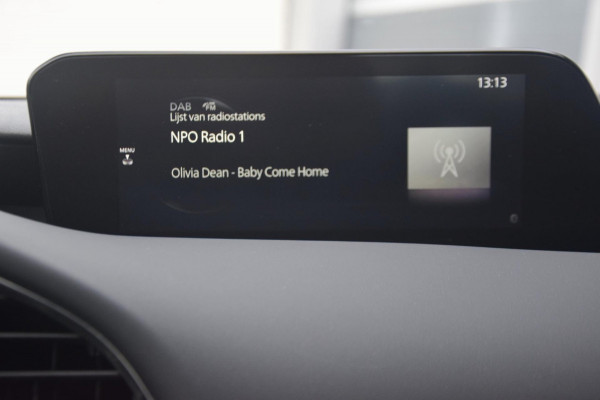 13:13
DAB FM
Lijst van radiostations
NPO Radio 1
MENU
Olivia Dean - Baby Come Home